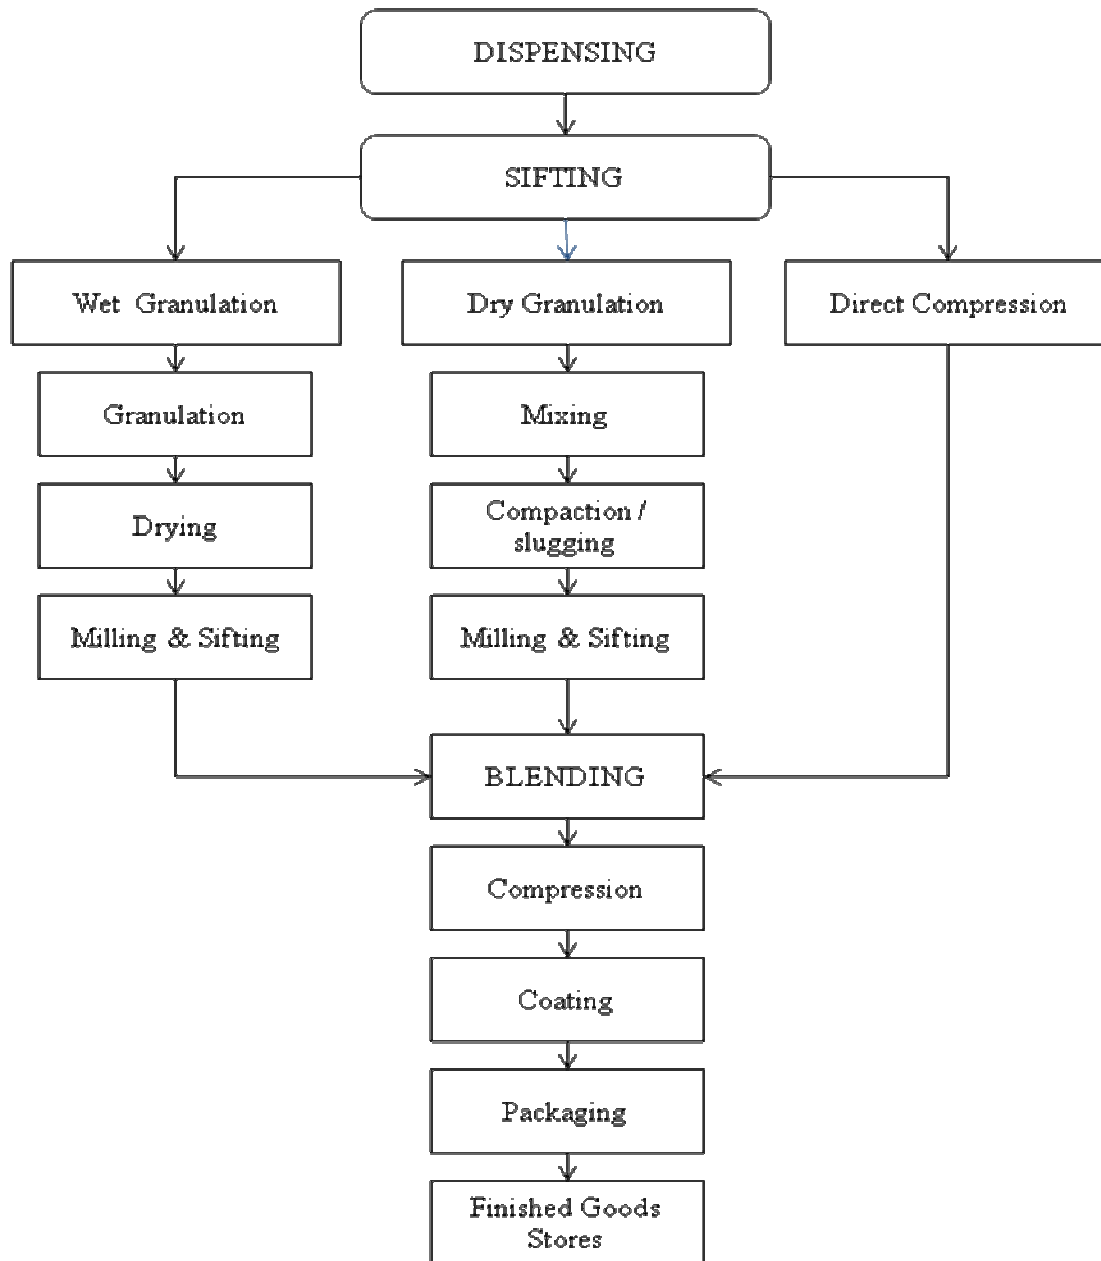 DISPENSING
SIFTING
Wet Granulation
Dry Granulation
Direct Compression
Granulation
Mixing
Drying
Compaction /
slugging
Milling & Sifting
Milling & Sifting
BLENDING
Compression
Coating
Packaging
Finished Goods
Stores